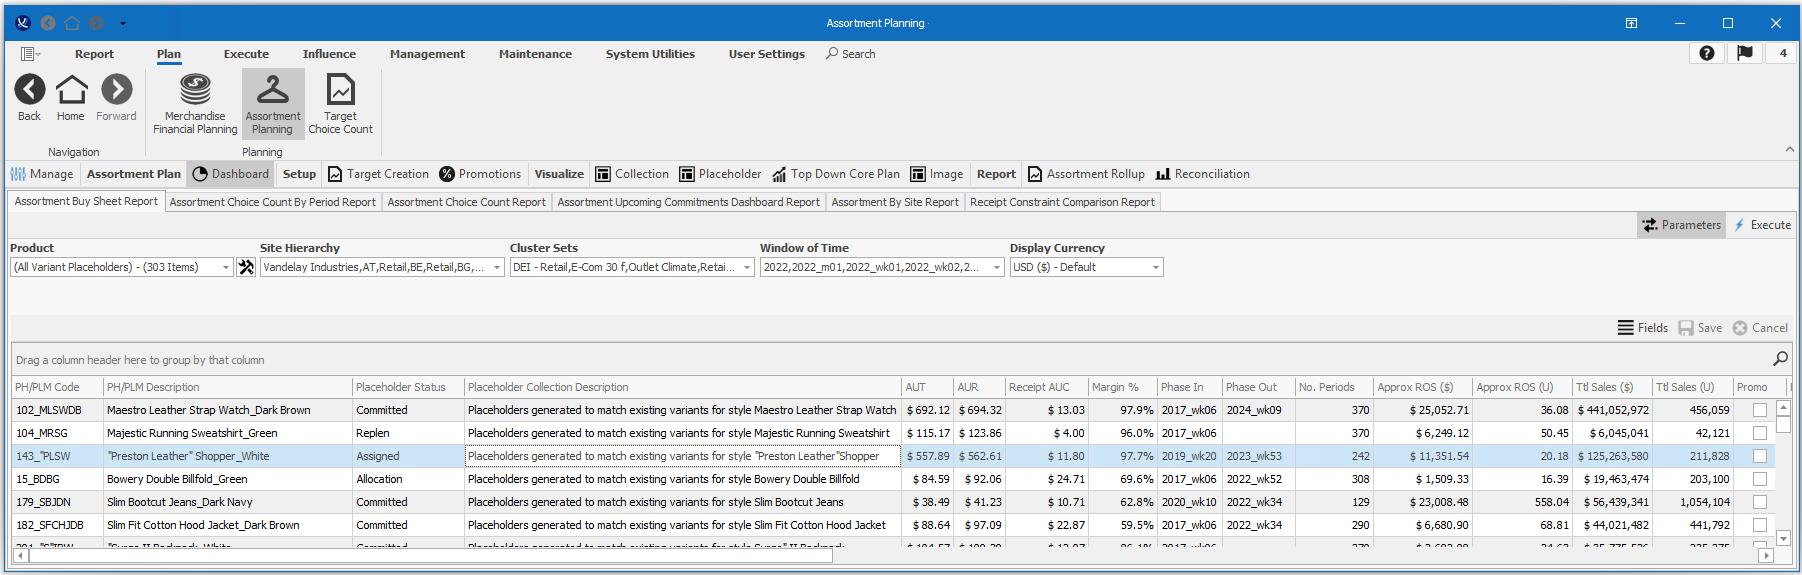 Assortment Planning
Report Plan Execute Influence Management Maintenance System Utilities User Settings Search 4
Back Home Forward Merchandise Financial Planning Assortment Planning Target Choice Count
Navigation Planning
Manage Assortment Plan Dashboard Setup Target Creation Promotions Visualize Collection Placeholder Top Down Core Plan Image Report Assortment Rollup Reconciliation
Assortment Buy Sheet Report Assortment Choice Count By Period Report Assortment Choice Count Report Assortment Upcoming Commitments Dashboard Report Assortment By Site Report Receipt Constraint Comparison Report
Parameters Execute
Product Site Hierarchy Cluster Sets Window of Time Display Currency
(All Variant Placeholders) - (303 Items) Vandelay Industries,AT,Retail,BE,Retail,BG,... DEI - Retail,E-Com 30 f,Outlet Climate,Retai... 2022,2022_m01,2022_wk01,2022_wk02,2... USD ($) - Default
Fields Save Cancel
Drag a column header here to group by that column
PH/PLM Code PH/PLM Description Placeholder Status Placeholder Collection Description AUT AUR Receipt AUC Margin % Phase In Phase Out No. Periods Approx ROS ($) Approx ROS (U) Ttl Sales ($) Ttl Sales (U) Promo
102_MLSWDB Maestro Leather Strap Watch_Dark Brown Committed Placeholders generated to match existing variants for style Maestro Leather Strap Watch $ 692.12 $ 694.32 $ 13.03 97.9% 2017_wk06 2024_wk09 370 $ 25,052.71 36.08 $ 441,052,972 456,059
104_MRSG Majestic Running Sweatshirt_Green Replen Placeholders generated to match existing variants for style Majestic Running Sweatshirt $ 115.17 $ 123.86 $ 4.00 96.0% 2017_wk06 370 $ 6,249.12 50.45 $ 6,045,041 42,121
143_"PLSW "Preston Leather" Shopper_White Assigned Placeholders generated to match existing variants for style "Preston Leather"Shopper $ 557.89 $ 562.61 $ 11.80 97.7% 2019_wk20 2023_wk53 242 $ 11,351.54 20.18 $ 125,263,580 211,828
15_BDBG Bowery Double Billfold_Green Allocation Placeholders generated to match existing variants for style Bowery Double Billfold $ 84.59 $ 92.06 $ 24.71 69.6% 2017_wk06 2022_wk52 308 $ 1,509.33 16.39 $ 19,463,474 203,100
179_SBJDN Slim Bootcut Jeans_Dark Navy Committed Placeholders generated to match existing variants for style Slim Bootcut Jeans $ 38.49 $ 41.23 $ 10.71 62.8% 2020_wk10 2022_wk34 129 $ 23,008.48 558.04 $ 56,439,341 1,054,104
182_SFCHJDB Slim Fit Cotton Hood Jacket_Dark Brown Committed Placeholders generated to match existing variants for style Slim Fit Cotton Hood Jacket $ 88.64 $ 97.09 $ 22.87 59.5% 2017_wk06 2022_wk34 290 $ 6,680.90 68.81 $ 44,021,482 441,792